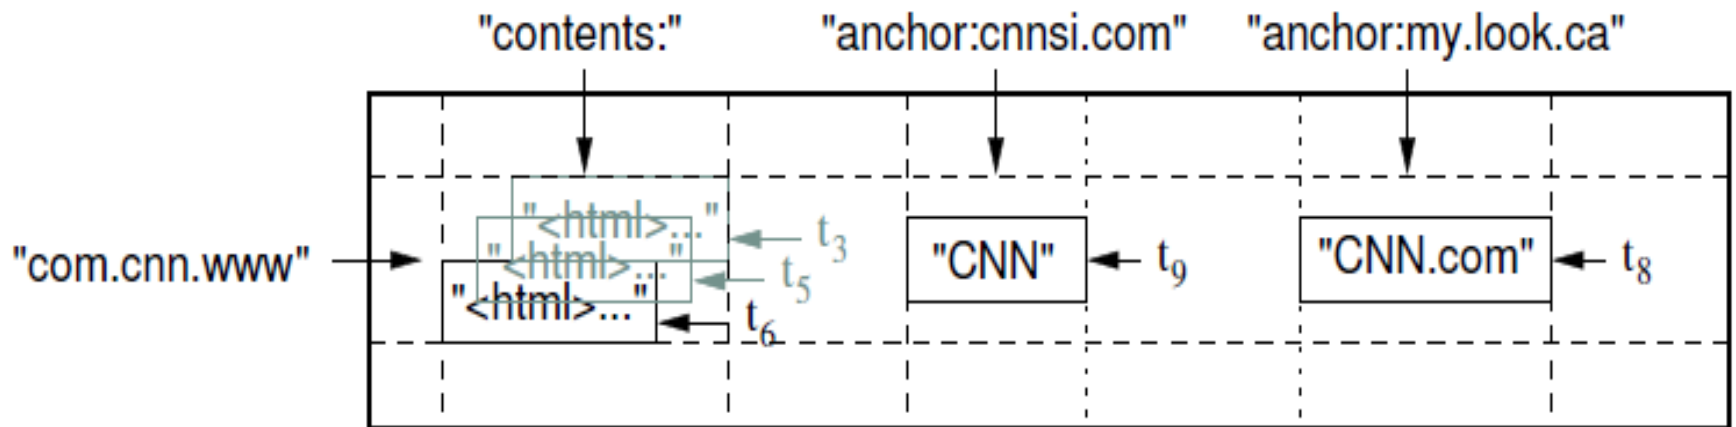 "contents:" "anchor:cnnsi.com" "anchor:my.look.ca"
"<html>..." t3
"com.cnn.www" "<html>..." t5 "CNN" t9 "CNN.com" t8
"<html>..." t6